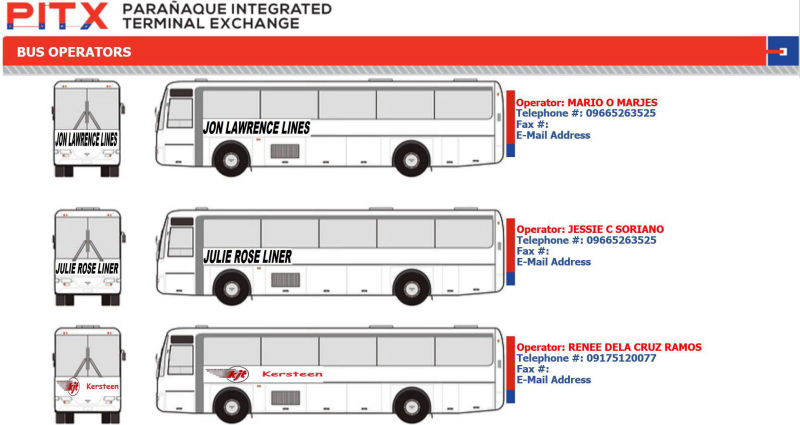 PITX PARAÑAQUE INTEGRATED
TERMINAL EXCHANGE
BUS OPERATORS
JON LAWRENCE LINES
JON LAWRENCE LINES
Operator: MARIO O MARJES
Telephone #: 09665263525
Fax #:
E-Mail Address
JULIE ROSE LINER
JULIE ROSE LINER
Operator: JESSIE C SORIANO
Telephone #: 09665263525
Fax #:
E-Mail Address
kjt Kersteen
kjt Kersteen
Operator: RENEE DELA CRUZ RAMOS
Telephone #: 09175120077
Fax #:
E-Mail Address